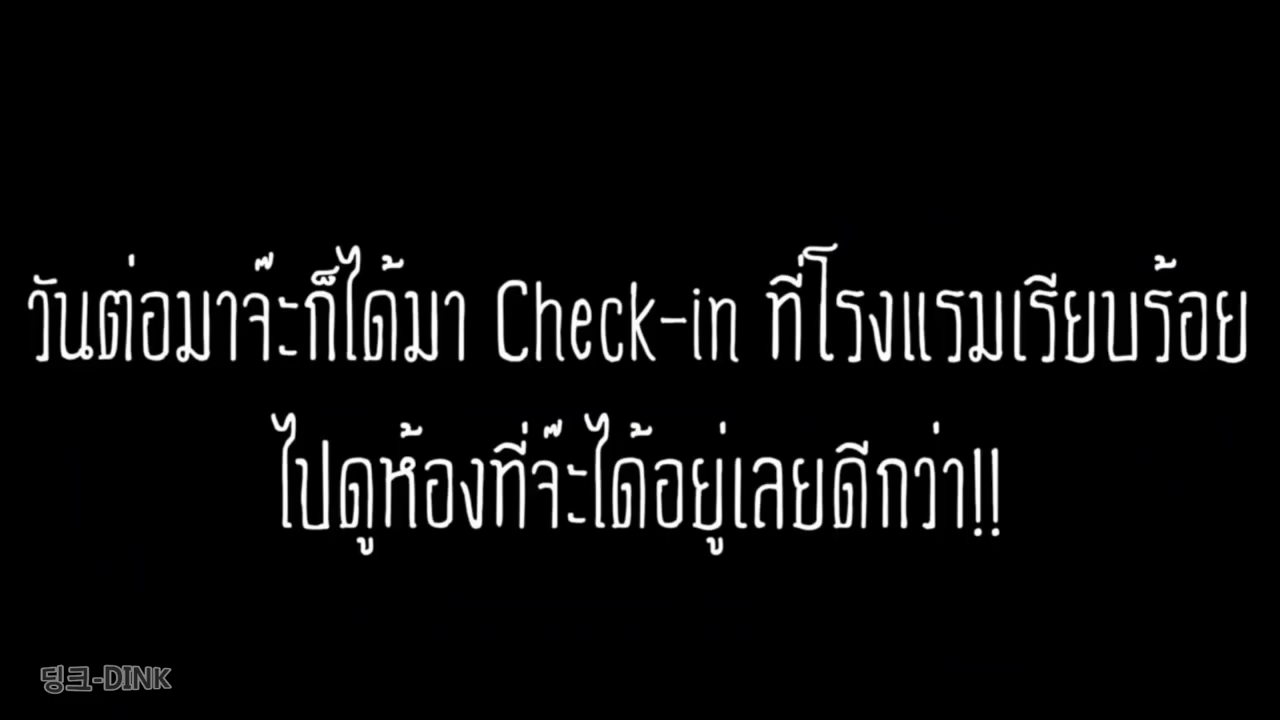 วันต่อมาจ๊ะก็ได้มา Check-in ที่โรงแรมเรียบร้อย
ไปดูห้องที่จ๊ะได้อยู่เลยดีกว่า!!
딩크-DINK